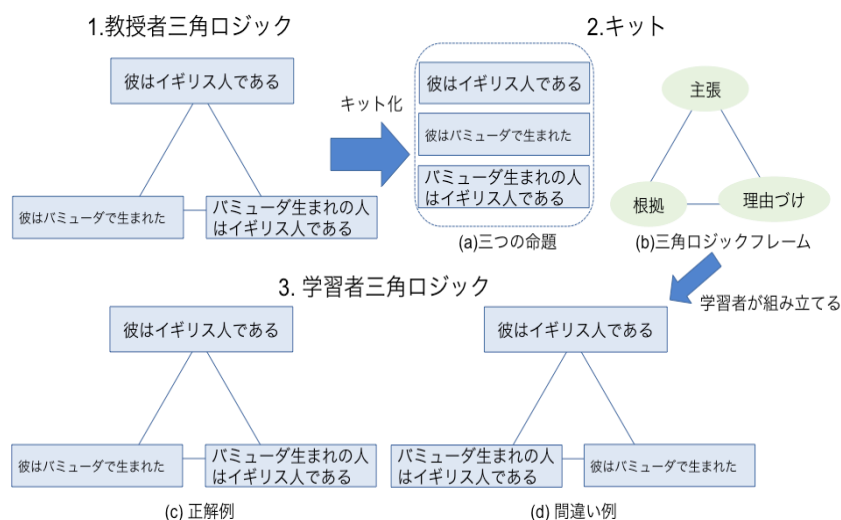 1.教授者三角ロジック
彼はイギリス人である
彼はバミューダで生まれた
バミューダ生まれの人
はイギリス人である
キット化
2.キット
彼はイギリス人である
彼はバミューダで生まれた
バミューダ生まれの人
はイギリス人である
(a)三つの命題
主張
根拠
理由づけ
(b)三角ロジックフレーム
学習者が組み立てる
3. 学習者三角ロジック
彼はイギリス人である
彼はバミューダで生まれた
バミューダ生まれの人
はイギリス人である
(c) 正解例
彼はイギリス人である
バミューダ生まれの人
はイギリス人である
彼はバミューダで生まれた
(d) 間違い例